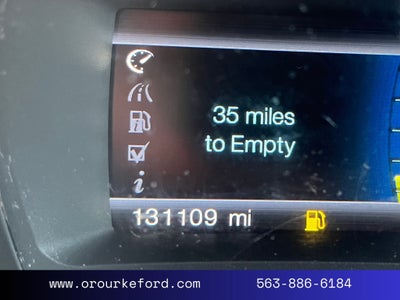 35 miles
to Empty
131109 mi
www.orourkeford.com
563-886-6184